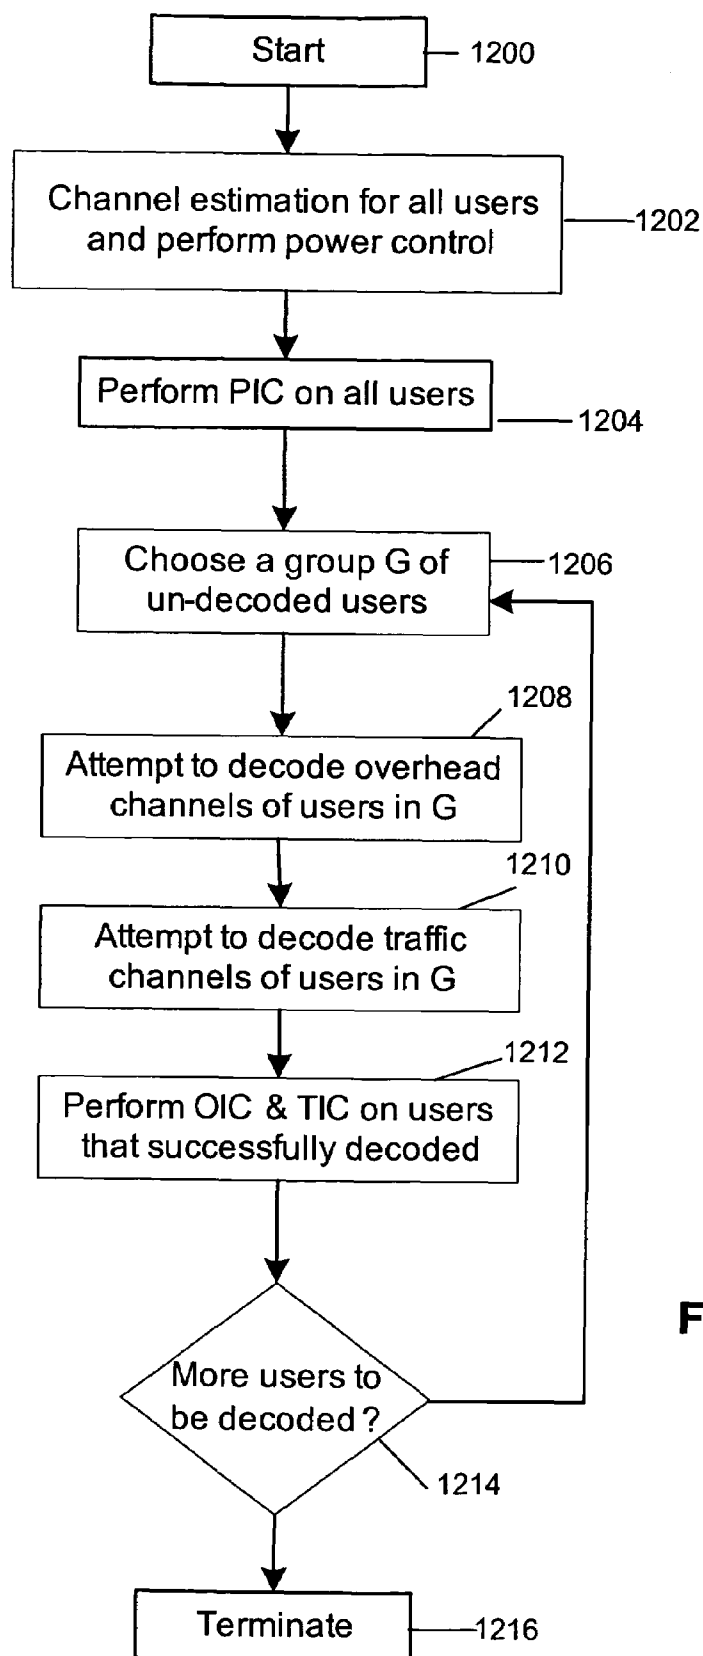 Start
1200
Channel estimation for all users
and perform power control
1202
Perform PIC on all users
1204
Choose a group G of
un-decoded users
1206
1208
Attempt to decode overhead
channels of users in G
1210
Attempt to decode traffic
channels of users in G
1212
Perform OIC & TIC on users
that successfully decoded
F
More users to
be decoded ?
1214
Terminate
1216